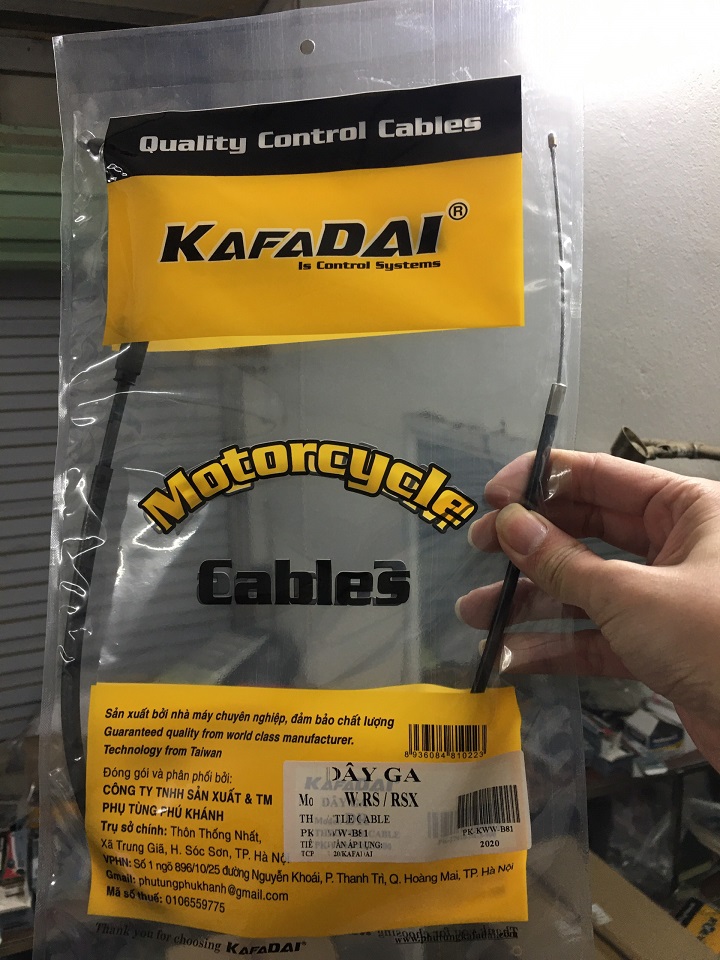 Quality Control Cables
KAFADAI®
Is Control Systems
Motorcycle
Cables
Sản xuất bởi nhà máy chuyên nghiệp, đảm bảo chất lượng
Guaranteed quality from world class manufacturer.
Technology from Taiwan
8936084810223
Đóng gói và phân phối bởi:
CÔNG TY TNHH SẢN XUẤT & TM
PHỤ TÙNG PHÚ KHÁNH
Trụ sở chính: Thôn Thống Nhất,
Xã Trung Giã, H. Sóc Sơn, TP. Hà Nội
VPHN: Số 1 ngõ 896/10/25 đường Nguyễn Khoái, P. Thanh Trì, Q. Hoàng Mai, TP. Hà Nội
Gmail: phutungphukhanh@gmail.com
Mã số thuế: 0106559775
DÂY GA
W.RS / RSX
CABLE
PK-KWW-B81
2020
Thank you for choosing KAFADAI®